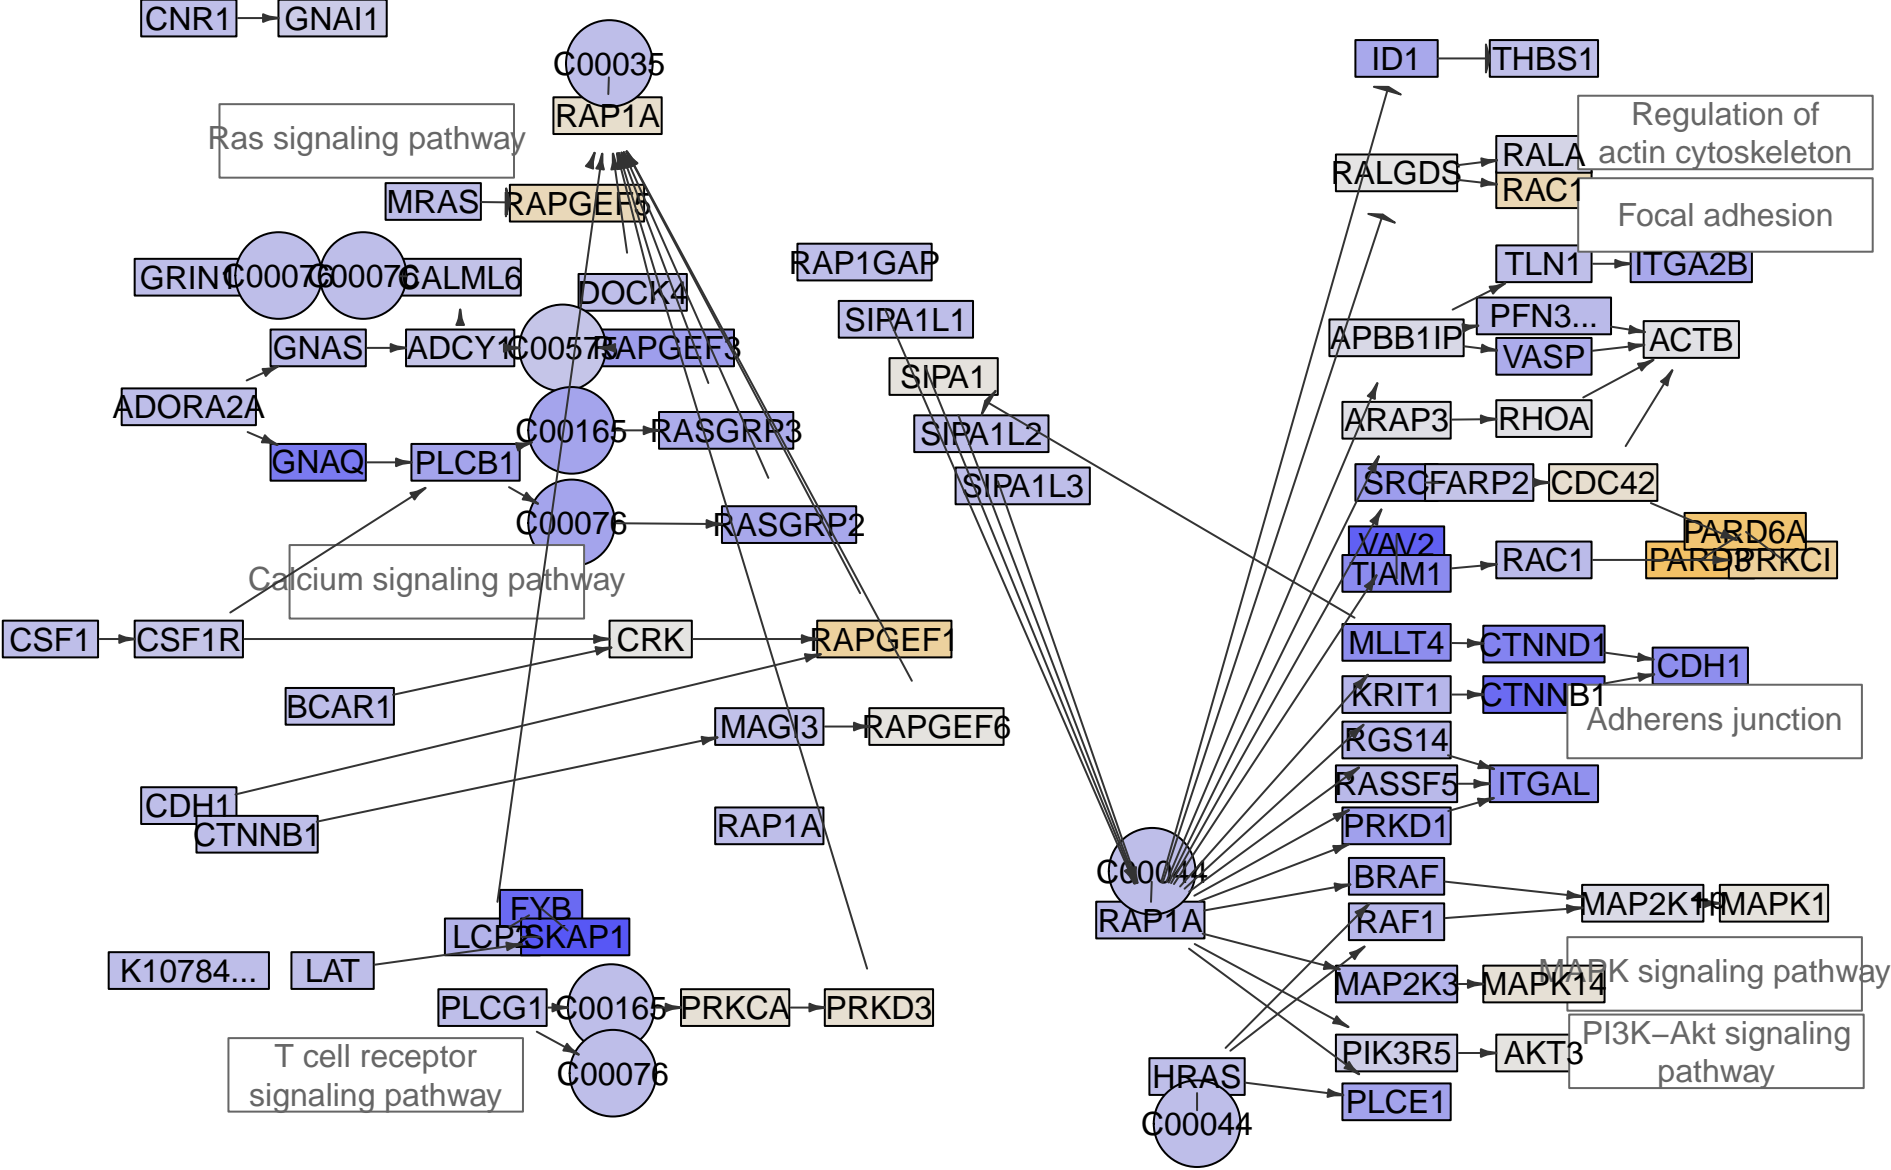 CNR1
GNAI1
C00035
RAP1A
Ras signaling pathway
MRAS
RAPGEF5
GRIN1
C00076
C00076
CALML6
DOCK4
GNAS
ADCY1
C00575
RAPGEF3
ADORA2A
GNAQ
PLCB1
C00165
RASGRP3
C00076
RASGRP2
Calcium signaling pathway
CSF1
CSF1R
CRK
RAPGEF1
BCAR1
MAGI3
RAPGEF6
CDH1
CTNNB1
RAP1A
FYB
LCP2
SKAP1
K10784...
LAT
PLCG1
C00165
PRKCA
PRKD3
C00076
T cell receptor
signaling pathway
RAP1GAP
SIPA1L1
SIPA1
SIPA1L2
SIPA1L3
C00044
RAP1A
HRAS
C00044
ID1
THBS1
Regulation of
actin cytoskeleton
RALGDS
RALA
RAC1
Focal adhesion
TLN1
ITGA2B
APBB1IP
PFN3...
VASP
ACTB
ARAP3
RHOA
SRC
FARP2
CDC42
VAV2
TIAM1
RAC1
PARD6A
PARD3
PRKCI
MLLT4
CTNND1
CDH1
KRIT1
CTNNB1
Adherens junction
RGS14
RASSF5
ITGAL
PRKD1
BRAF
RAF1
MAP2K1
+p
MAPK1
MAPK signaling pathway
MAP2K3
MAPK14
PI3K−Akt signaling
pathway
PIK3R5
AKT3
PLCE1